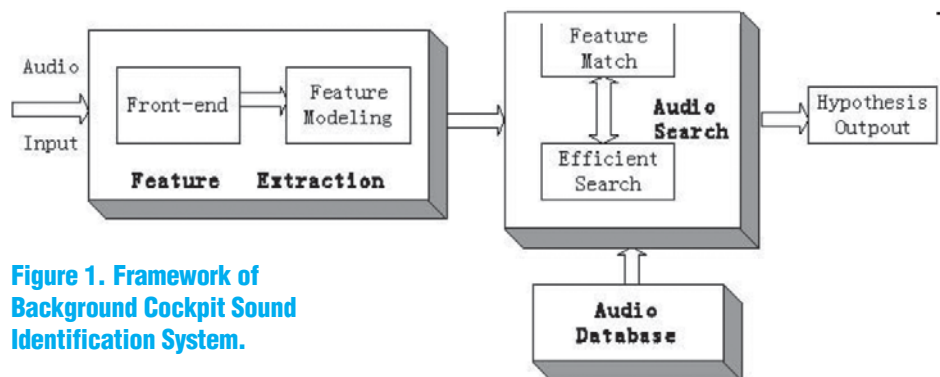 Audio
Input
Front-end
Feature
Modeling
Feature Extraction
Feature
Match
Audio
Search
Efficient
Search
Hypothesis
Outpout
Audio
Database
Figure 1. Framework of
Background Cockpit Sound
Identification System.